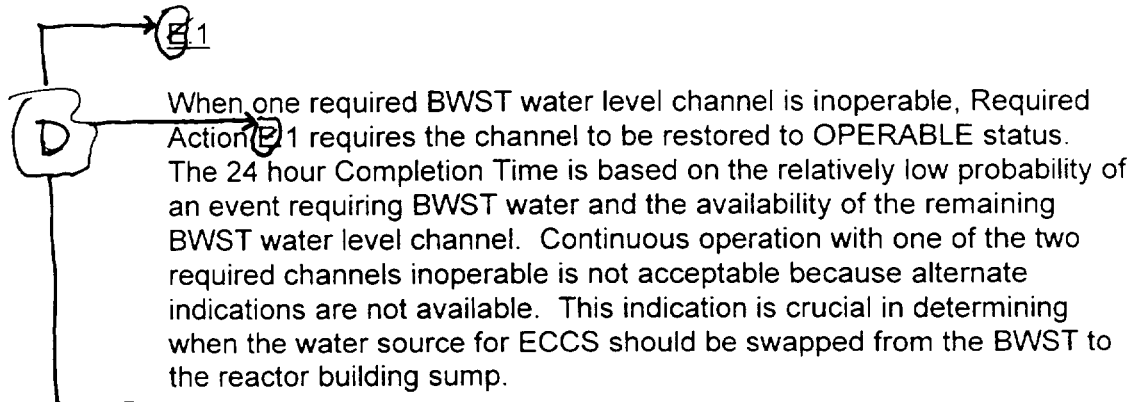 E.1
D
When one required BWST water level channel is inoperable, Required
Action E.1 requires the channel to be restored to OPERABLE status.
The 24 hour Completion Time is based on the relatively low probability of
an event requiring BWST water and the availability of the remaining
BWST water level channel.  Continuous operation with one of the two
required channels inoperable is not acceptable because alternate
indications are not available.  This indication is crucial in determining
when the water source for ECCS should be swapped from the BWST to
the reactor building sump.